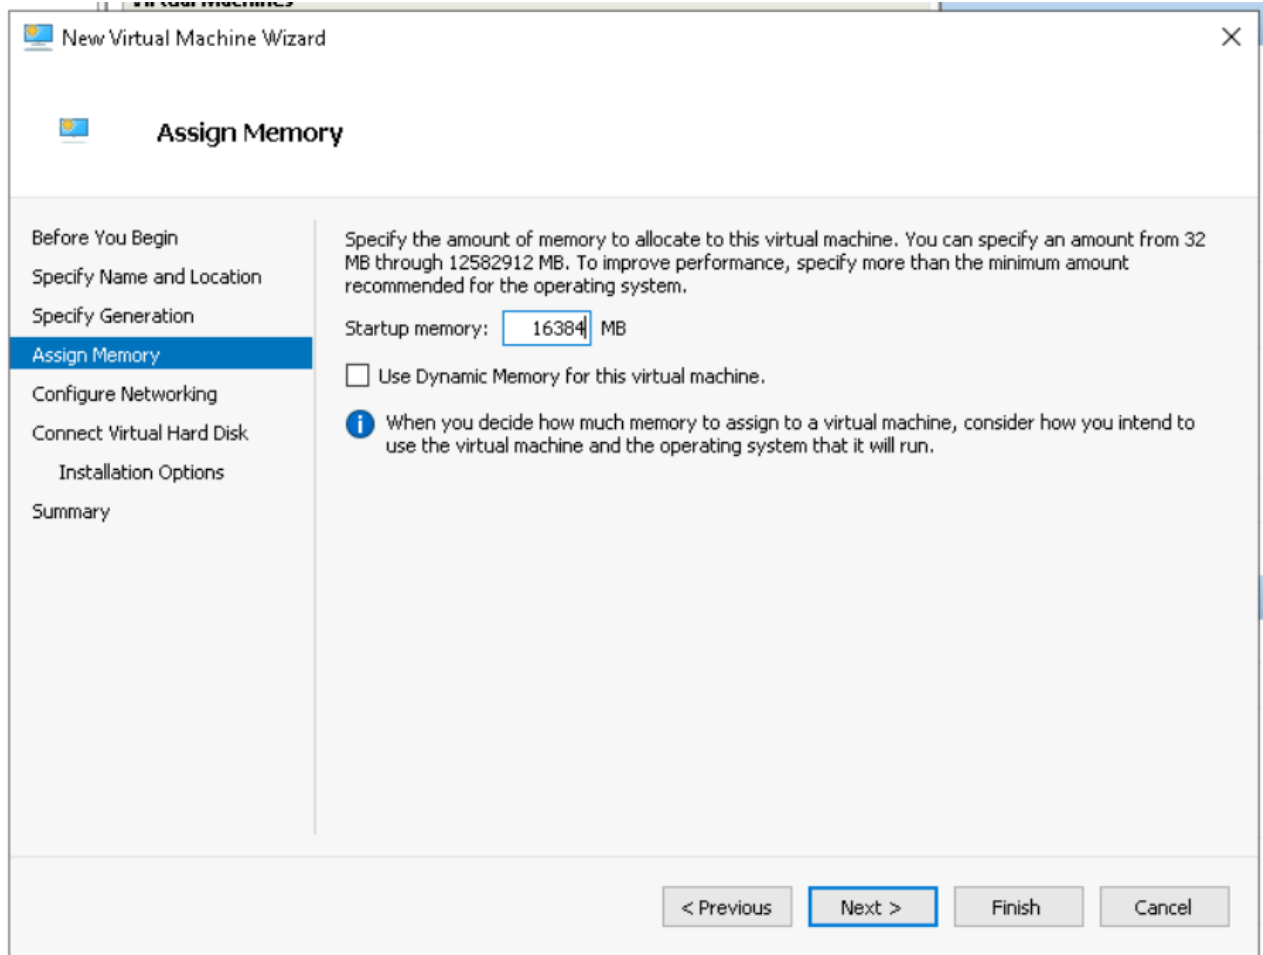 Virtual Machines
New Virtual Machine Wizard
Assign Memory
Before You Begin
Specify Name and Location
Specify Generation
Assign Memory
Configure Networking
Connect Virtual Hard Disk
Installation Options
Summary
Specify the amount of memory to allocate to this virtual machine. You can specify an amount from 32
MB through 12582912 MB. To improve performance, specify more than the minimum amount
recommended for the operating system.
Startup memory: 16384 MB
Use Dynamic Memory for this virtual machine.
When you decide how much memory to assign to a virtual machine, consider how you intend to
use the virtual machine and the operating system that it will run.
< Previous Next > Finish Cancel